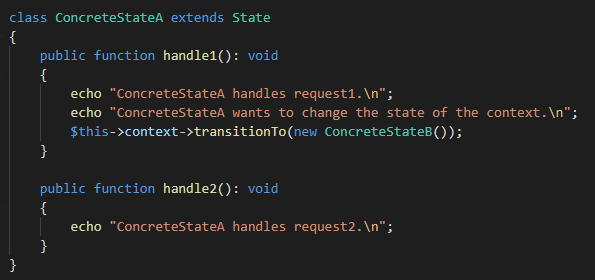 class ConcreteStateA extends State
{
    public function handle1(): void
    {
        echo "ConcreteStateA handles request1.\n";
        echo "ConcreteStateA wants to change the state of the context.\n";
        $this->context->transitionTo(new ConcreteStateB());
    }

    public function handle2(): void
    {
        echo "ConcreteStateA handles request2.\n";
    }
}